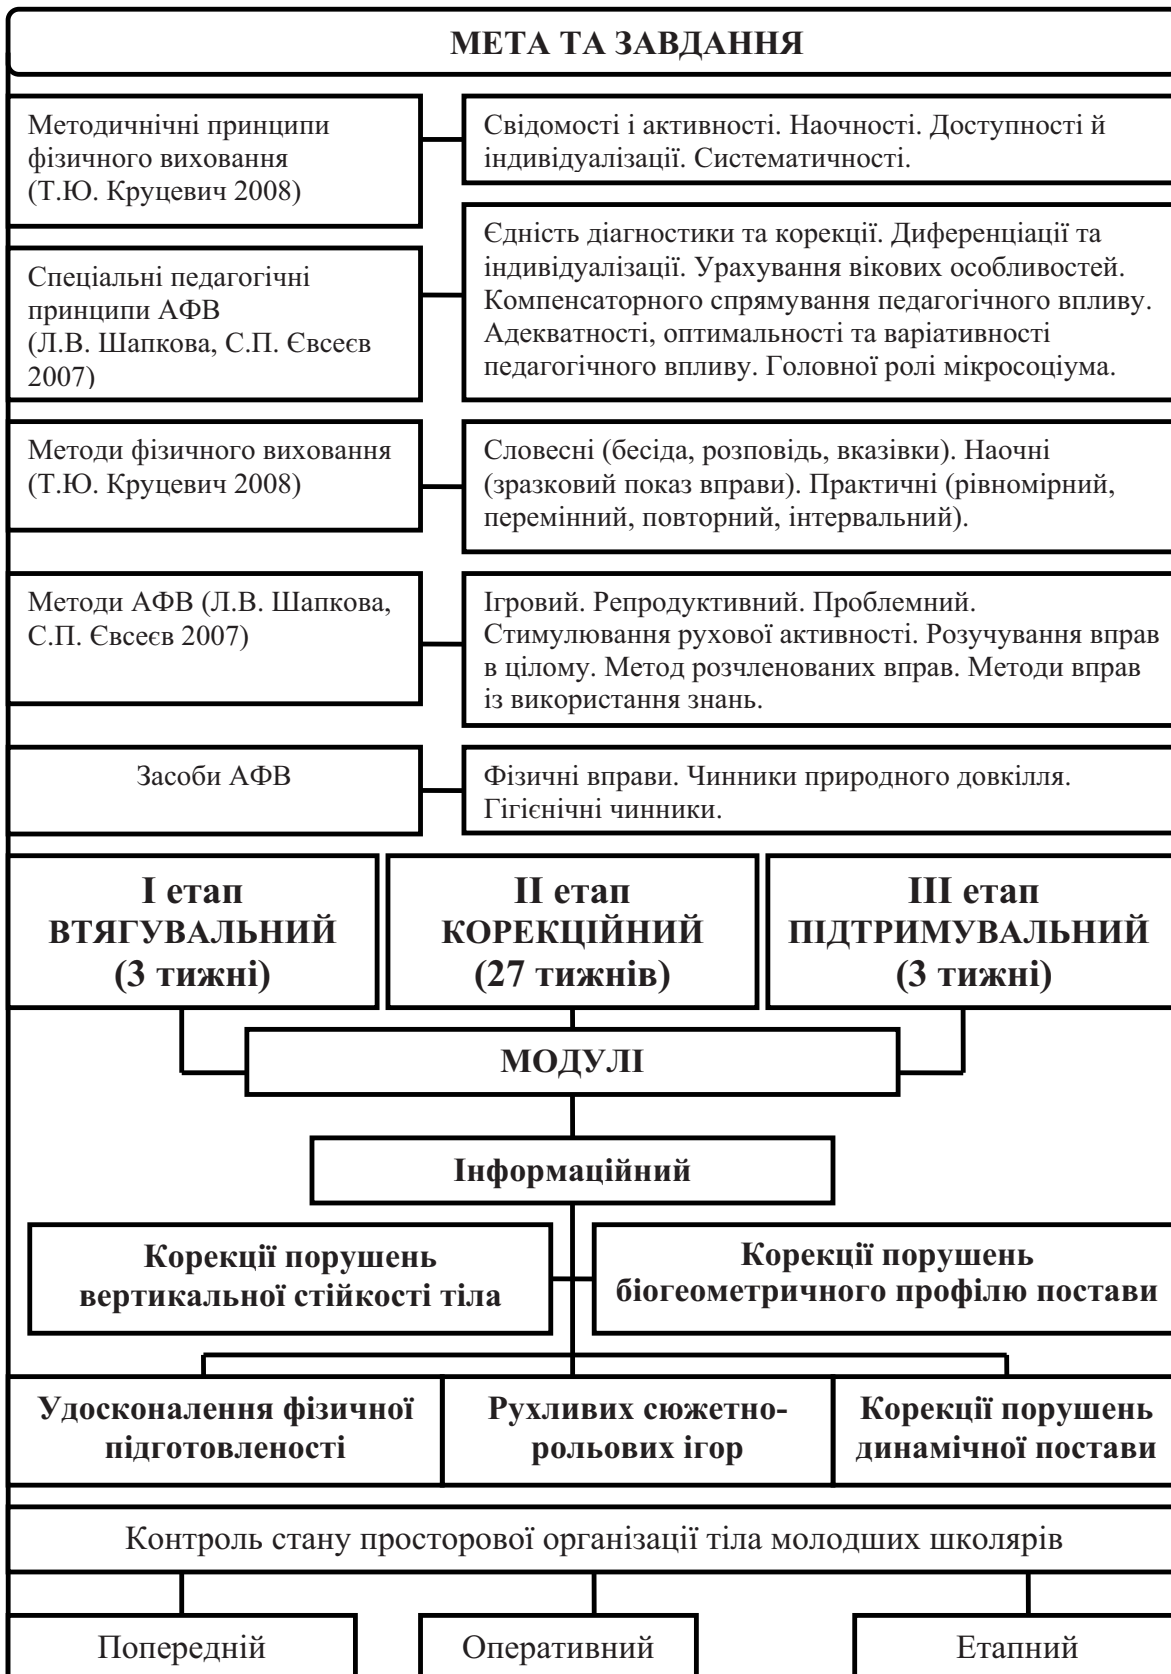 МЕТА ТА ЗАВДАННЯ
Методичнічні принципи
фізичного виховання
(Т.Ю. Круцевич 2008)
Свідомості і активності. Наочності. Доступності й
індивідуалізації. Систематичності.
Спеціальні педагогічні
принципи АФВ
(Л.В. Шапкова, С.П. Євсеєв
2007)
Єдність діагностики та корекції. Диференціації та
індивідуалізації. Урахування вікових особливостей.
Компенсаторного спрямування педагогічного впливу.
Адекватності, оптимальності та варіативності
педагогічного впливу. Головної ролі мікросоціума.
Методи фізичного виховання
(Т.Ю. Круцевич 2008)
Словесні (бесіда, розповідь, вказівки). Наочні
(зразковий показ вправи). Практичні (рівномірний,
перемінний, повторний, інтервальний).
Методи АФВ (Л.В. Шапкова,
С.П. Євсеєв 2007)
Ігровий. Репродуктивний. Проблемний.
Стимулювання рухової активності. Розучування вправ
в цілому. Метод розчленованих вправ. Методи вправ
із використання знань.
Засоби АФВ
Фізичні вправи. Чинники природного довкілля.
Гігієнічні чинники.
I етап
ВТЯГУВАЛЬНИЙ
(3 тижні)
II етап
КОРЕКЦІЙНИЙ
(27 тижнів)
III етап
ПІДТРИМУВАЛЬНИЙ
(3 тижні)
МОДУЛІ
Інформаційний
Корекції порушень
вертикальної стійкості тіла
Корекції порушень
біогеометричного профілю постави
Удосконалення фізичної
підготовленості
Рухливих сюжетно-
рольових ігор
Корекції порушень
динамічної постави
Контроль стану просторової організації тіла молодших школярів
Попередній
Оперативний
Етапний